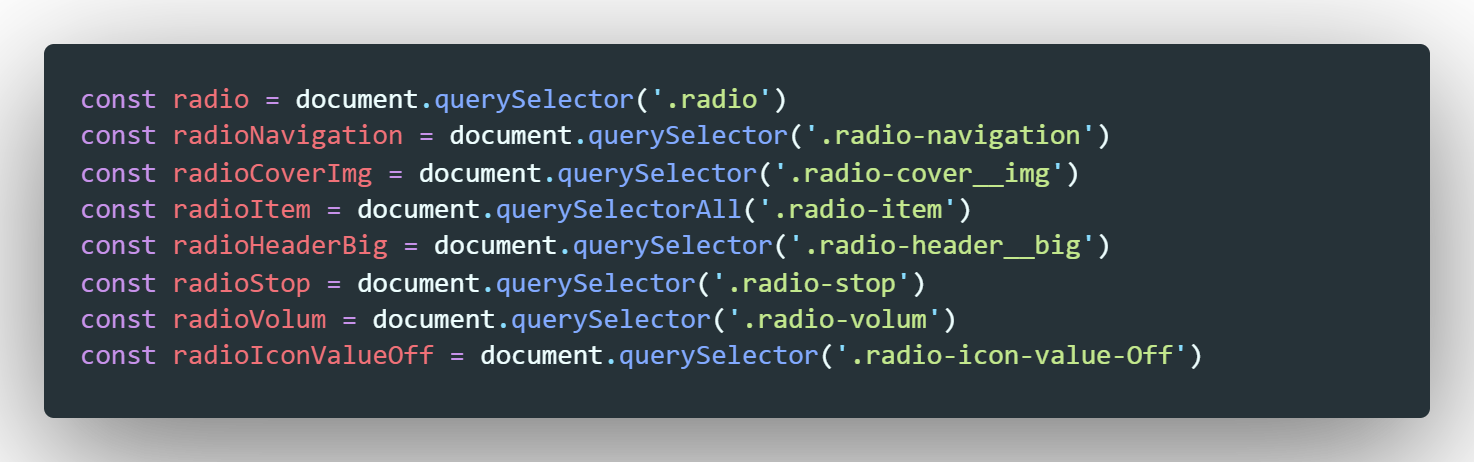 const radio = document.querySelector('.radio')
const radioNavigation = document.querySelector('.radio-navigation')
const radioCoverImg = document.querySelector('.radio-cover__img')
const radioItem = document.querySelectorAll('.radio-item')
const radioHeaderBig = document.querySelector('.radio-header__big')
const radioStop = document.querySelector('.radio-stop')
const radioVolum = document.querySelector('.radio-volum')
const radioIconValueOff = document.querySelector('.radio-icon-value-Off')